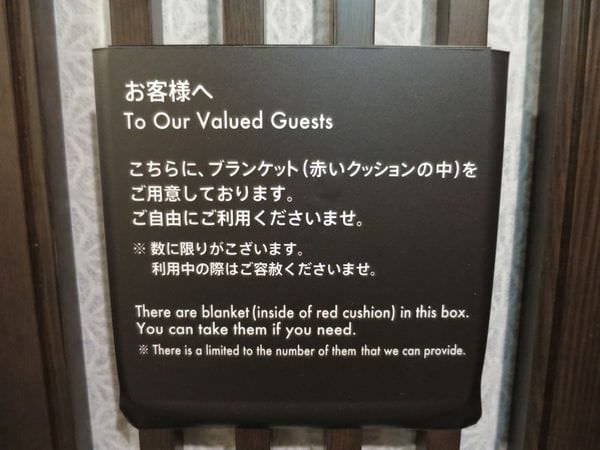 お客様へ
To Our Valued Guests
こちらに、ブランケット(赤いクッションの中)を
ご用意しております。
ご自由にご利用くださいませ。
※ 数に限りがこざいます。
利用中の際はご容赦くださいませ。
There are blanket (inside of red cushion) in this box.
You can take them if you need.
※ There is a limited to the number of them that we can provide.